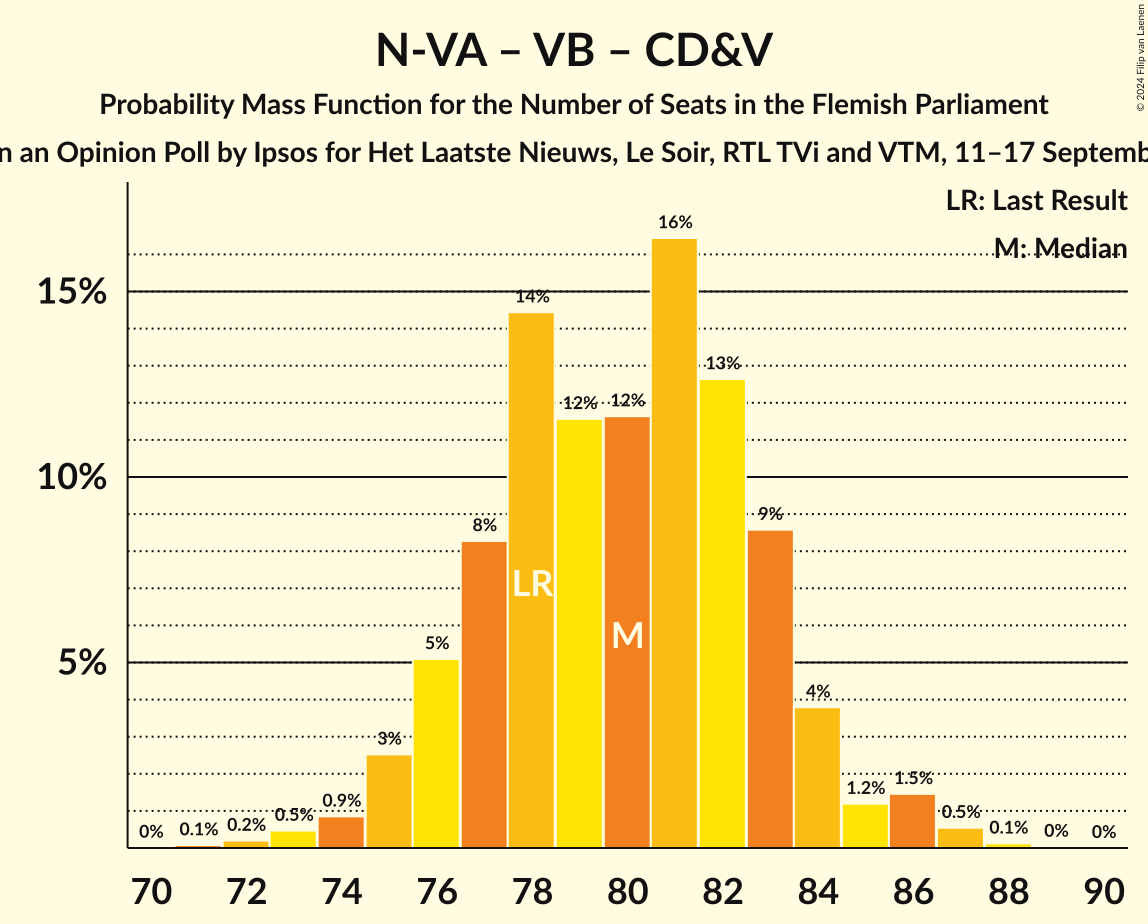 © 2024 Filip van Laenen
N-VA – VB – CD&V
Probability Mass Function for the Number of Seats in the Flemish Parliament
an Opinion Poll by Ipsos for Het Laatste Nieuws, Le Soir, RTL TVi and VTM, 11–17
LR: Last Result
M: Median
15%
10%
5%
0% 0.1% 0.2% 0.5% 0.9% 3% 5% 8% 14% 12% 12% 16% 13% 9% 4% 1.2% 1.5% 0.5% 0.1% 0% 0%
LR
M
70 72 74 76 78 80 82 84 86 88 90